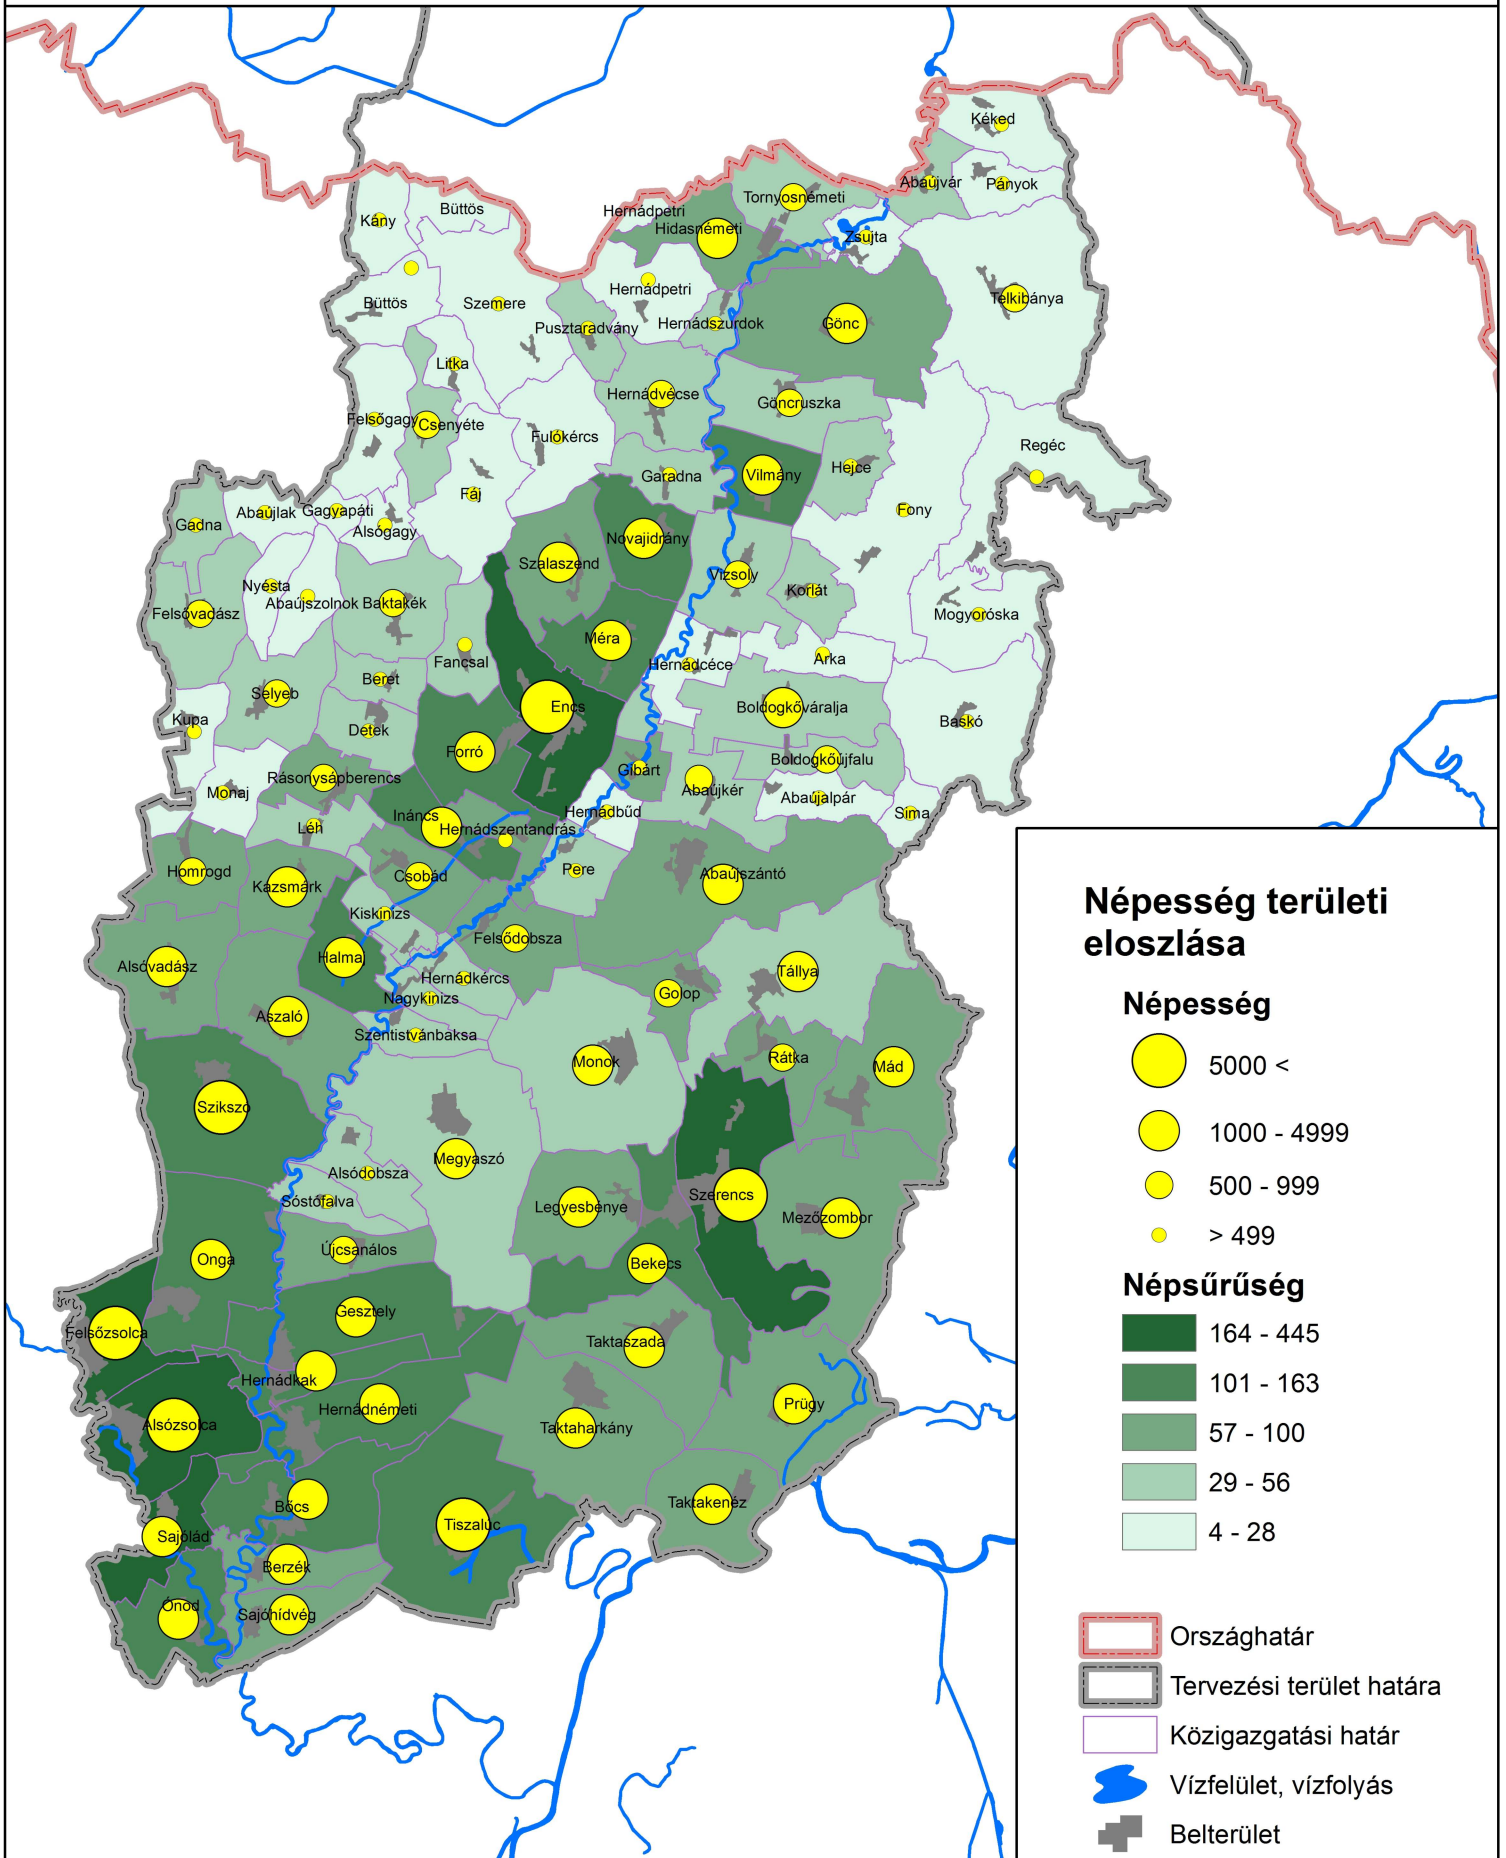 Kéked
Abaújvár
Pányok
Tornyosnémeti
Hernádpetri
Hidasnémeti
Büttös
Kány
Zsujta
Büttös
Szemere
Hernádpetri
Telkibánya
Pusztaradvány
Hernádszurdok
Gönc
Litka
Hernádvécse
Göncruszka
Felsőgagy
Csenyéte
Fulókércs
Regéc
Garadna
Vilmány
Hejce
Fáj
Fony
Gadna
Abaújlak
Gagyapáti
Alsógagy
Novajidrány
Szalaszend
Vizsoly
Korlát
Nyésta
Abaújszolnok
Baktakék
Felsővadász
Mogyoróska
Méra
Fancsal
Hernádcéce
Arka
Beret
Selyeb
Encs
Boldogkőváralja
Baskó
Kupa
Detek
Forró
Boldogkőújfalu
Rásonysápberencs
Gibárt
Abaújkér
Monaj
Abaújalpár
Sima
Ináncs
Hernádbűd
Léh
Hernádszentandrás
Homrogd
Kázsmárk
Csobád
Pere
Abaújszántó
Kiskinizs
Felsődobsza
Alsóvadász
Halmaj
Tállya
Hernádkércs
Golop
Nagykinizs
Aszaló
Szentistvánbaksa
Monok
Rátka
Mád
Szikszó
Megyaszó
Alsódobsza
Sóstófalva
Legyesbénye
Szerencs
Mezőzombor
Újcsanálos
Onga
Bekecs
Gesztely
Felsőzsolca
Taktaszada
Hernádkak
Hernádnémeti
Prügy
Alsózsolca
Taktaharkány
Bőcs
Taktakenéz
Tiszalúc
Sajólád
Berzék
Ónod
Sajóhídvég
Népesség területi
eloszlása
Népesség
5000 <
1000 - 4999
500 - 999
> 499
Népsűrűség
164 - 445
101 - 163
57 - 100
29 - 56
4 - 28
Országhatár
Tervezési terület határa
Közigazgatási határ
Vízfelület, vízfolyás
Belterület